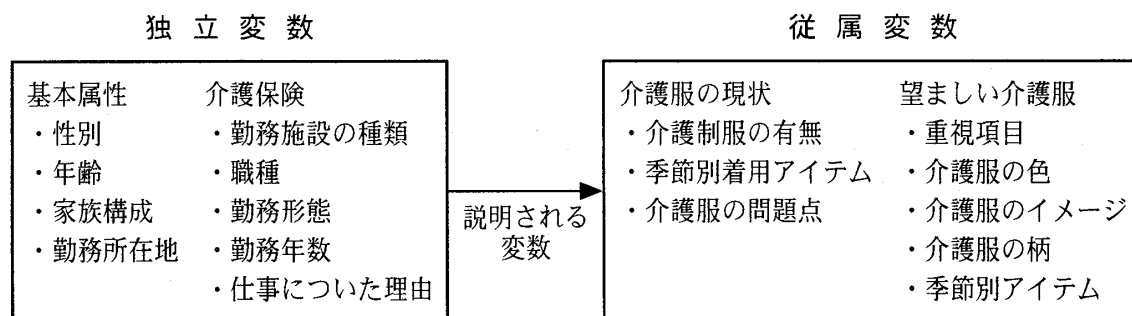 独立変数
基本属性
・性別
・年齢
・家族構成
・勤務所在地
介護保険
・勤務施設の種類
・職種
・勤務形態
・勤務年数
・仕事についた理由
説明される
変数
従属変数
介護服の現状
・介護制服の有無
・季節別着用アイテム
・介護服の問題点
望ましい介護服
・重視項目
・介護服の色
・介護服のイメージ
・介護服の柄
・季節別アイテム